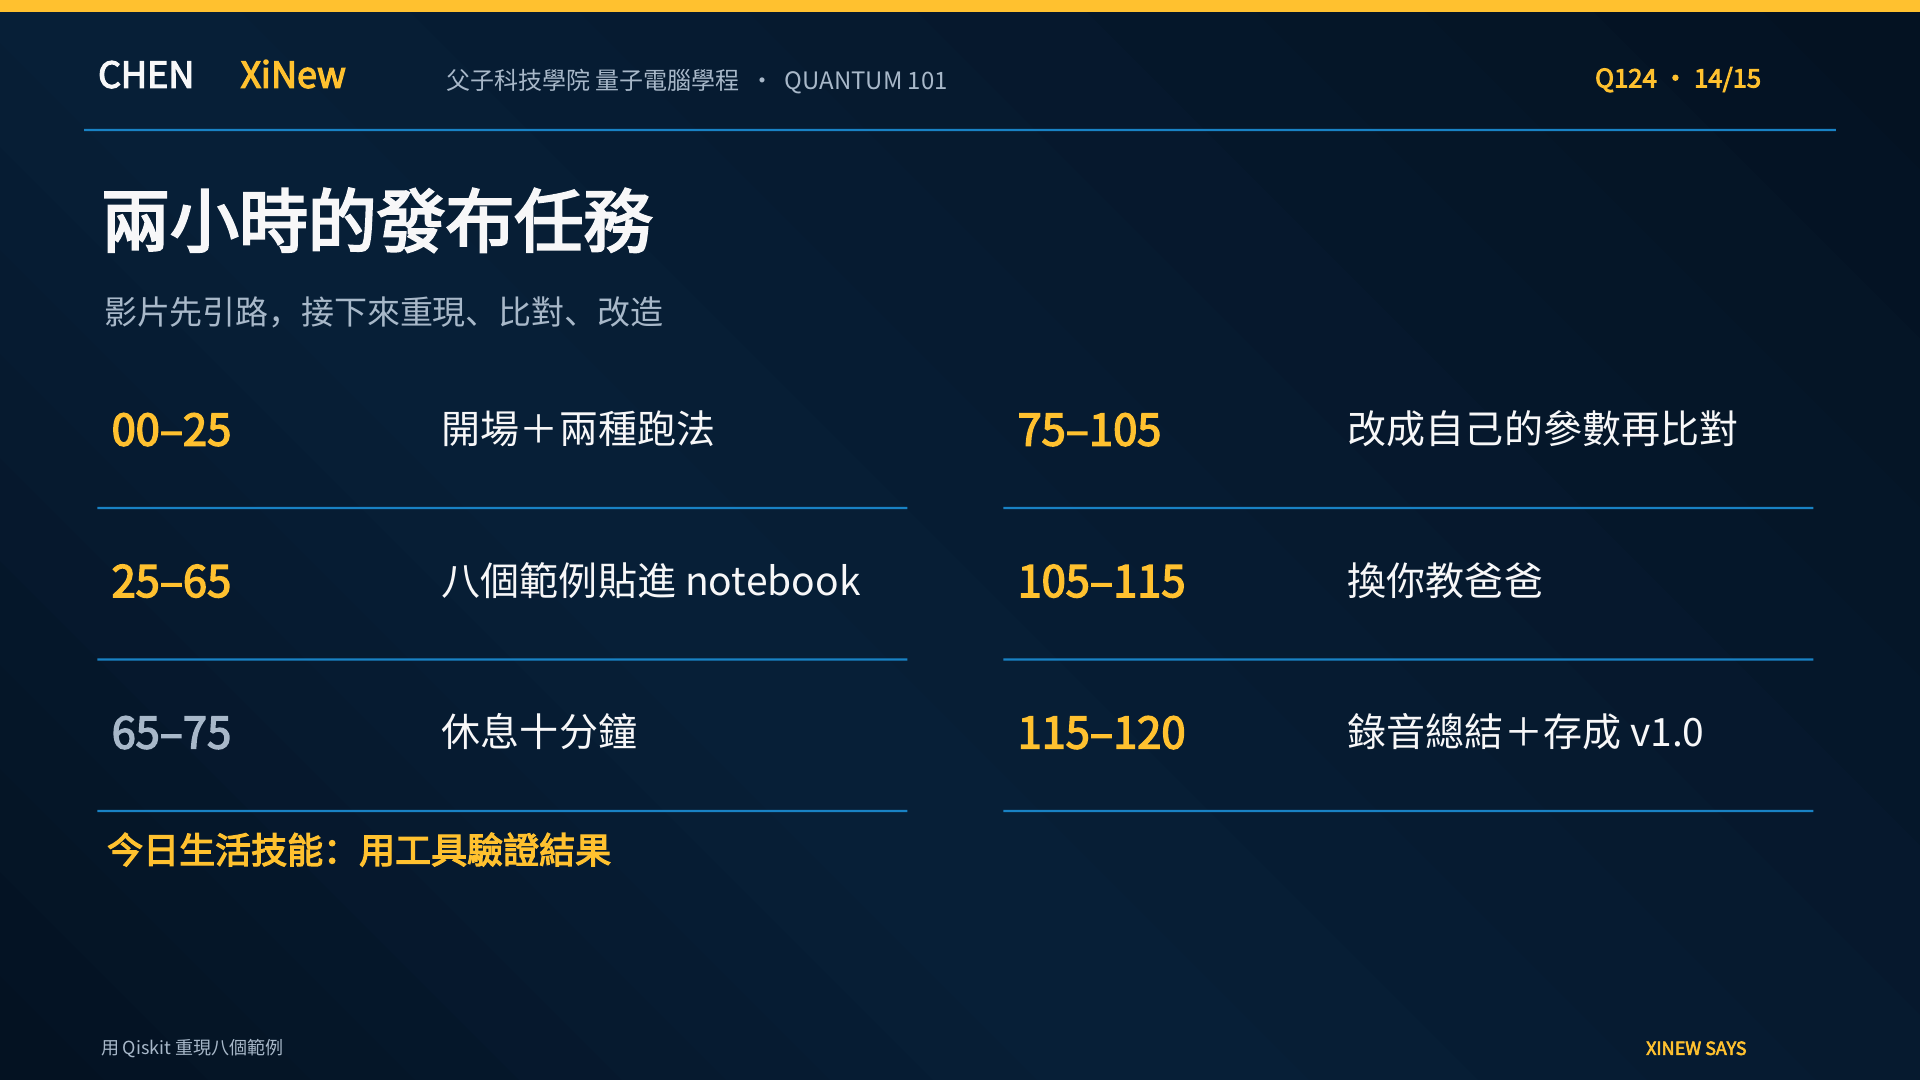 CHEN XiNew 父子科技學院 量子電腦學程 ・ QUANTUM 101 Q124 ・ 14/15
兩小時的發布任務
影片先引路，接下來重現、比對、改造
00–25 開場＋兩種跑法
25–65 八個範例貼進 notebook
65–75 休息十分鐘
75–105 改成自己的參數再比對
105–115 換你教爸爸
115–120 錄音總結＋存成 v1.0
今日生活技能：用工具驗證結果
用 Qiskit 重現八個範例 XINEW SAYS